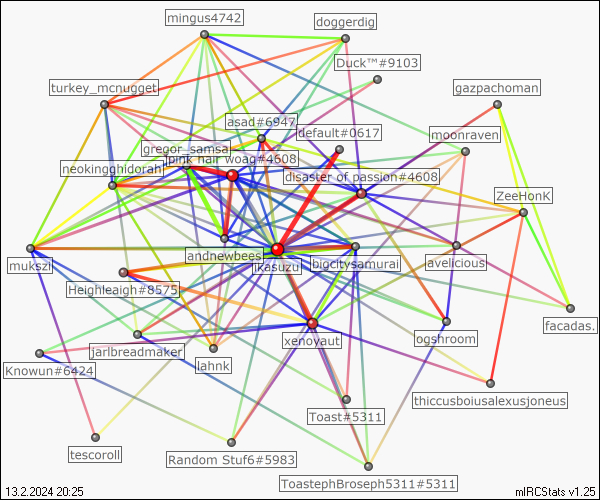 mingus4742
doggerdig
Duck™#9103
turkey_mcnugget
gazpachoman
asad#6947
default#0617
moonraven
gregor_samsa
pink hair woag#4608
neokingghidorah
disaster of passion#4608
ZeeHonK
andnewbees
mukszi
iKasuzu
bigcitysamurai
avelicious
Heighleaigh#8575
facadas.
xenoyaut
ogshroom
jarlbreadmaker
lahnk
Knowun#6424
thiccusboiusalexusjoneus
Toast#5311
tescoroll
Random Stuf6#5983
ToastephBroseph5311#5311
13.2.2024 20:25
mIRCStats v1.25